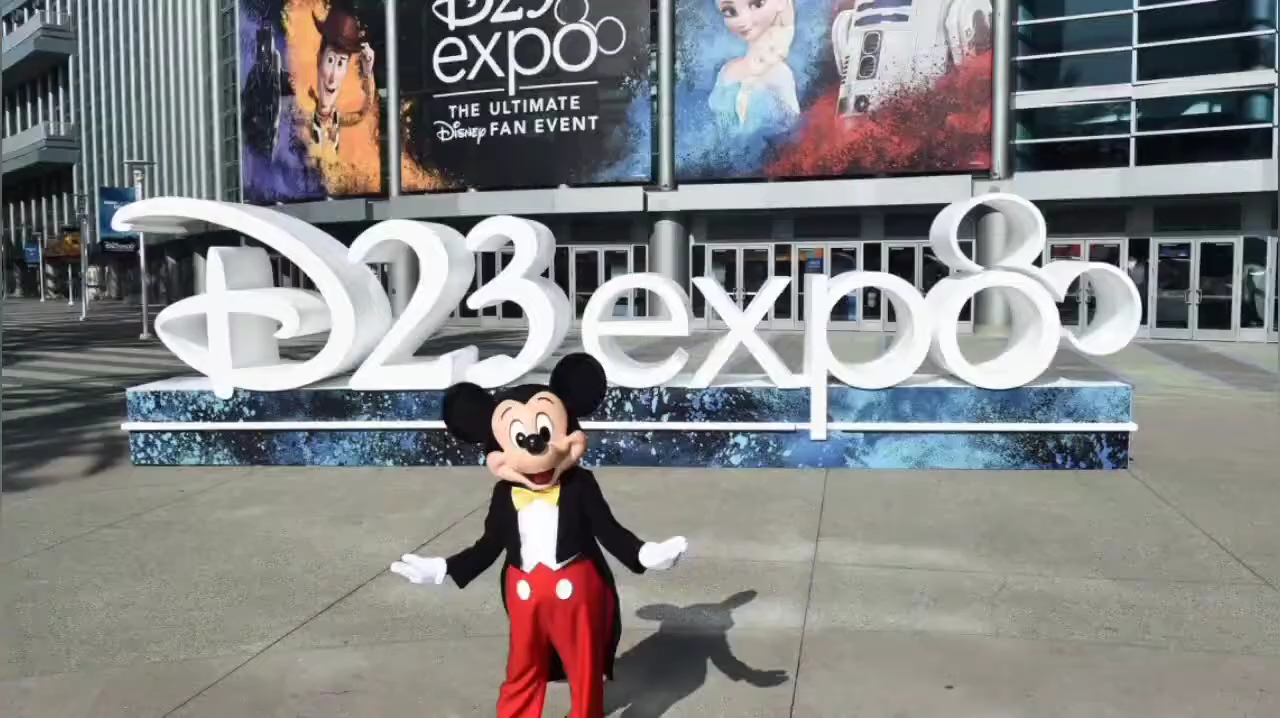 D23
expo
THE ULTIMATE
Disney FAN EVENT
D23 expo